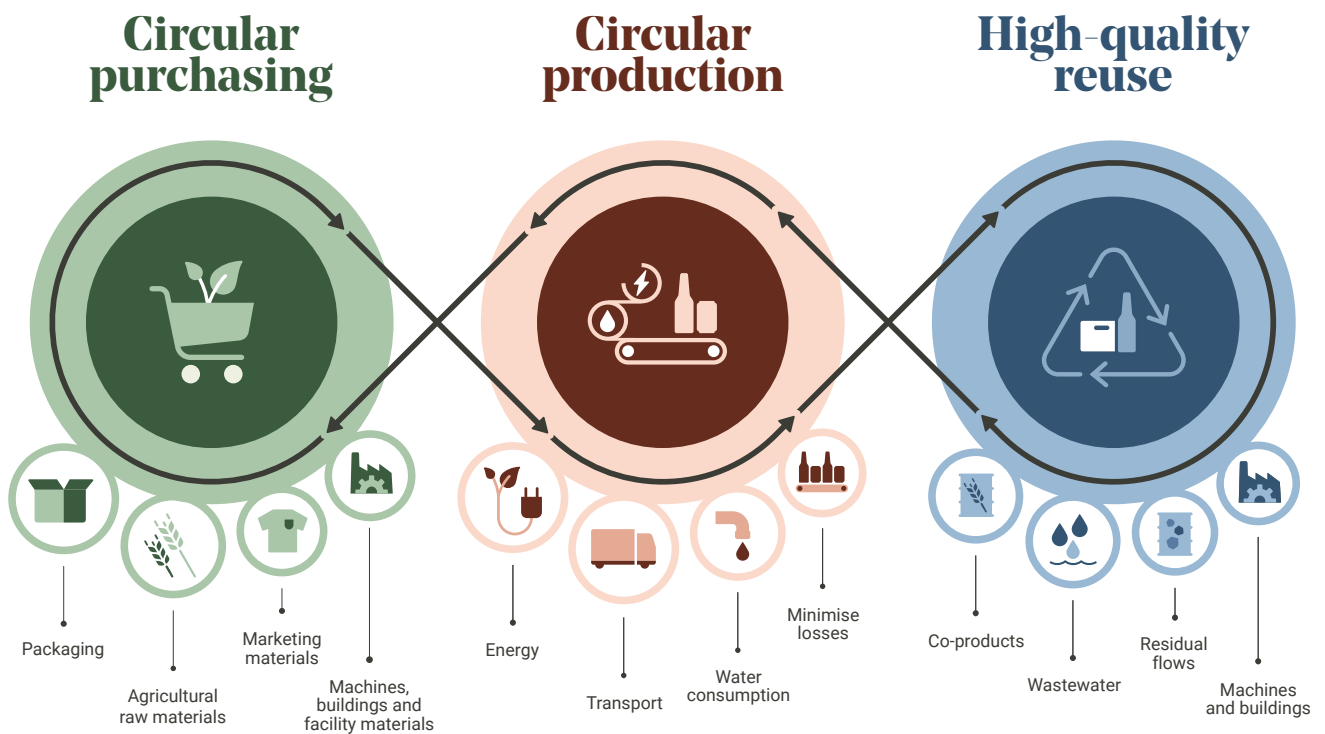 Circular
purchasing
Circular
production
High-quality
reuse
Packaging
Agricultural
raw materials
Marketing
materials
Machines,
buildings and
facility materials
Energy
Transport
Water
consumption
Minimise
losses
Co-products
Wastewater
Residual
flows
Machines
and buildings